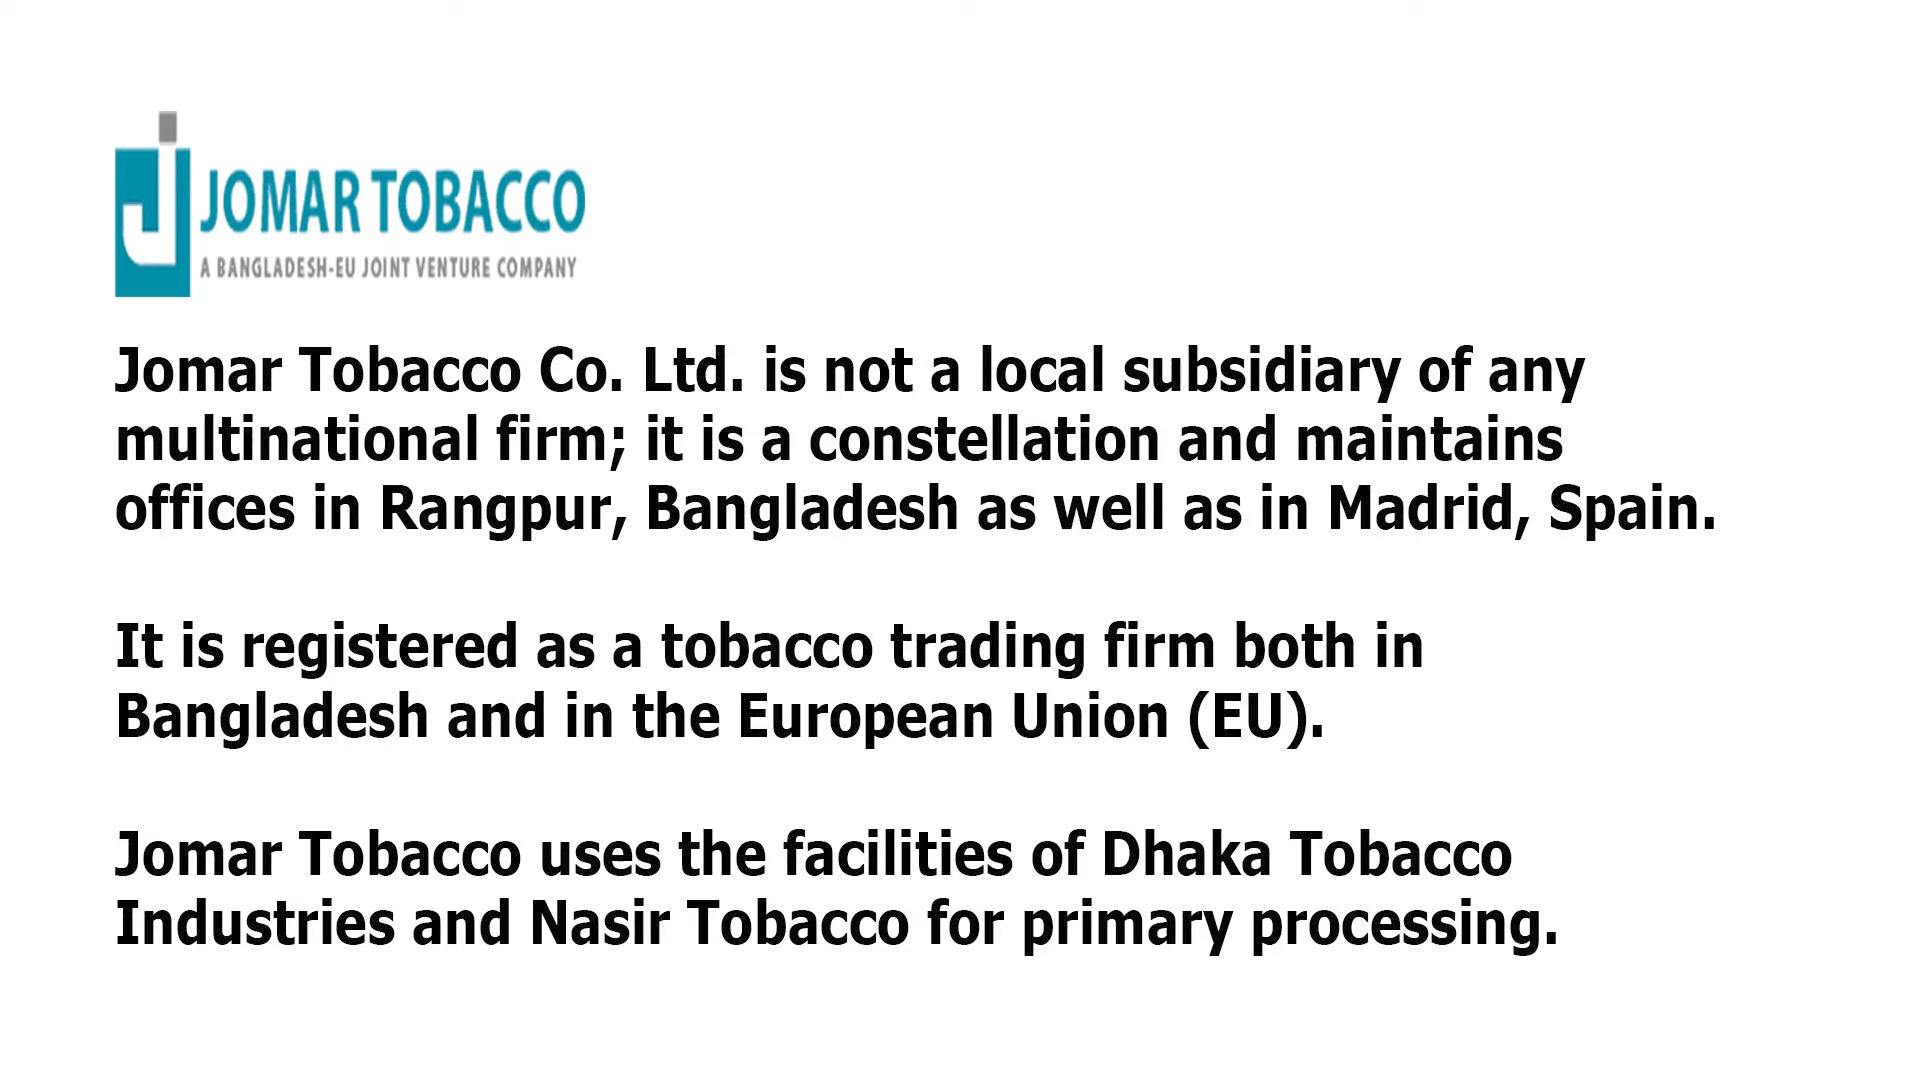 JOMAR TOBACCO
A BANGLADESH-EU JOINT VENTURE COMPANY
Jomar Tobacco Co. Ltd. is not a local subsidiary of any
multinational firm; it is a constellation and maintains
offices in Rangpur, Bangladesh as well as in Madrid, Spain.
It is registered as a tobacco trading firm both in
Bangladesh and in the European Union (EU).
Jomar Tobacco uses the facilities of Dhaka Tobacco
Industries and Nasir Tobacco for primary processing.